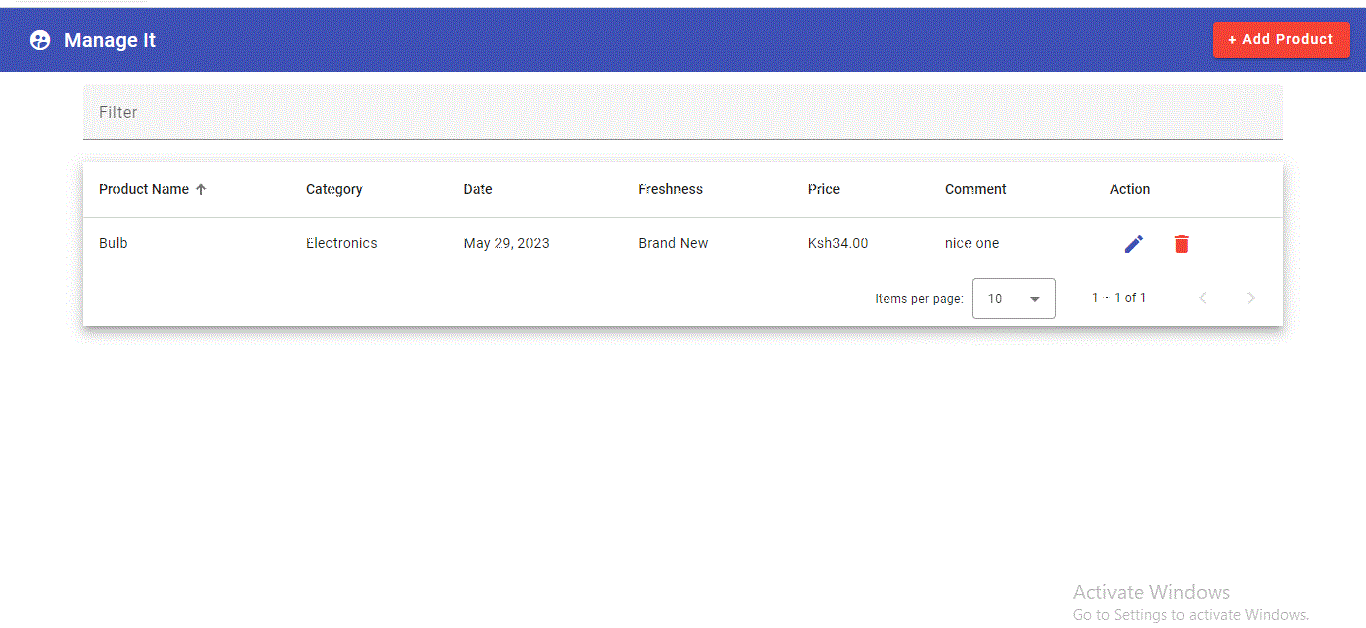 Manage It
+ Add Product
Filter
Product Name Category Date Freshness Price Comment Action
Bulb Electronics May 29, 2023 Brand New Ksh34.00 nice one
Items per page: 10 1 - 1 of 1
Activate Windows
Go to Settings to activate Windows.